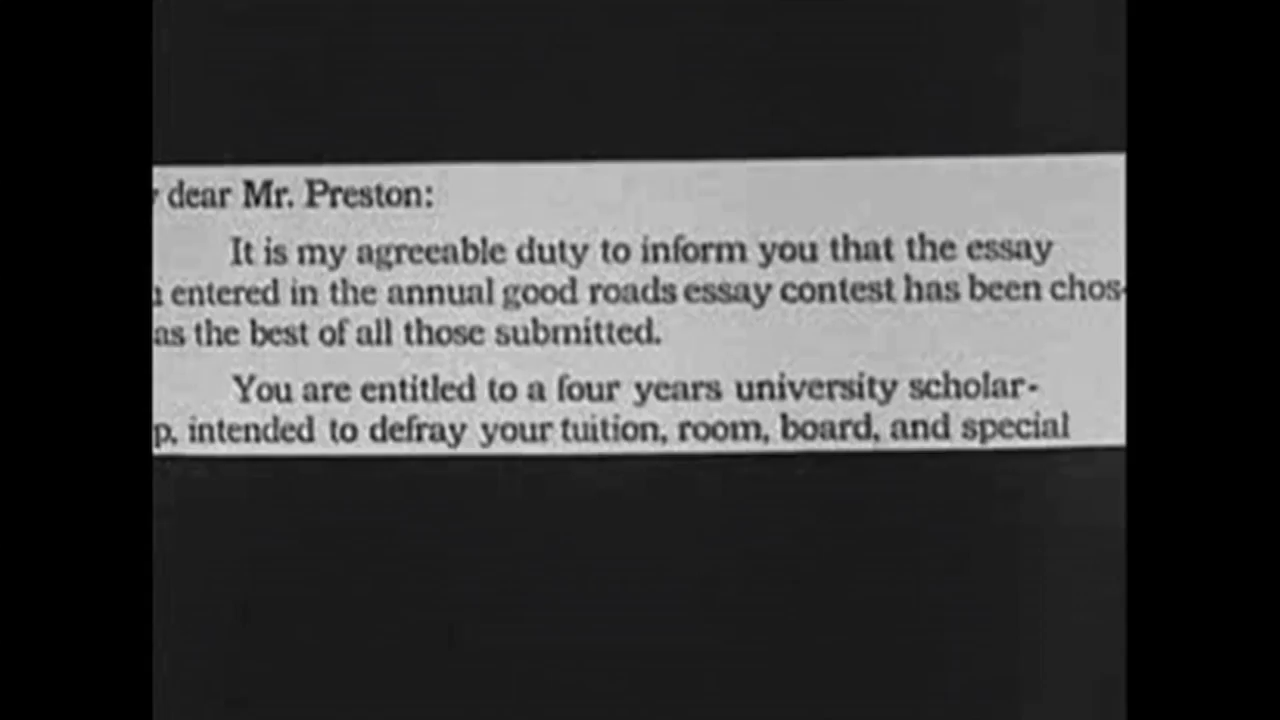 dear Mr. Preston:
It is my agreeable duty to inform you that the essay
entered in the annual good roads essay contest has been chos-
as the best of all those submitted.
You are entitled to a four years university scholar-
p, intended to defray your tuition, room, board, and special